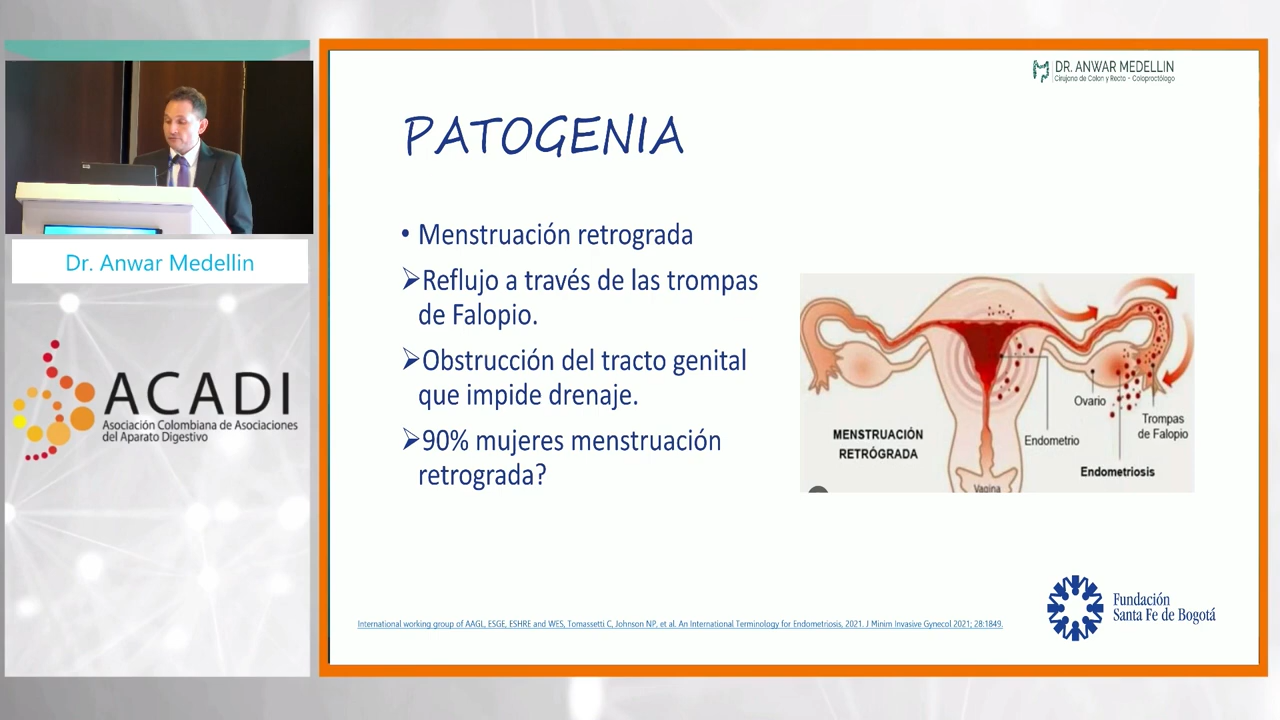 DR. ANWAR MEDELLIN
Cirujano de Colon y Recto - Coloproctólogo
PATOGENIA
• Menstruación retrograda
➢Reflujo a través de las trompas
de Falopio.
➢Obstrucción del tracto genital
que impide drenaje.
➢90% mujeres menstruación
retrograda?
MENSTRUACIÓN
RETRÓGRADA
Ovario
Trompas
de Falopio
Endometrio
Endometriosis
Vagina
Dr. Anwar Medellin
ACADI
Asociación Colombiana de Asociaciones
del Aparato Digestivo
International working group of AAGL, ESGE, ESHRE and WES, Tomassetti C, Johnson NP, et al. An International Terminology for Endometriosis, 2021. J Minim Invasive Gynecol 2021; 28:1849.
Fundación
Santa Fe de Bogotá